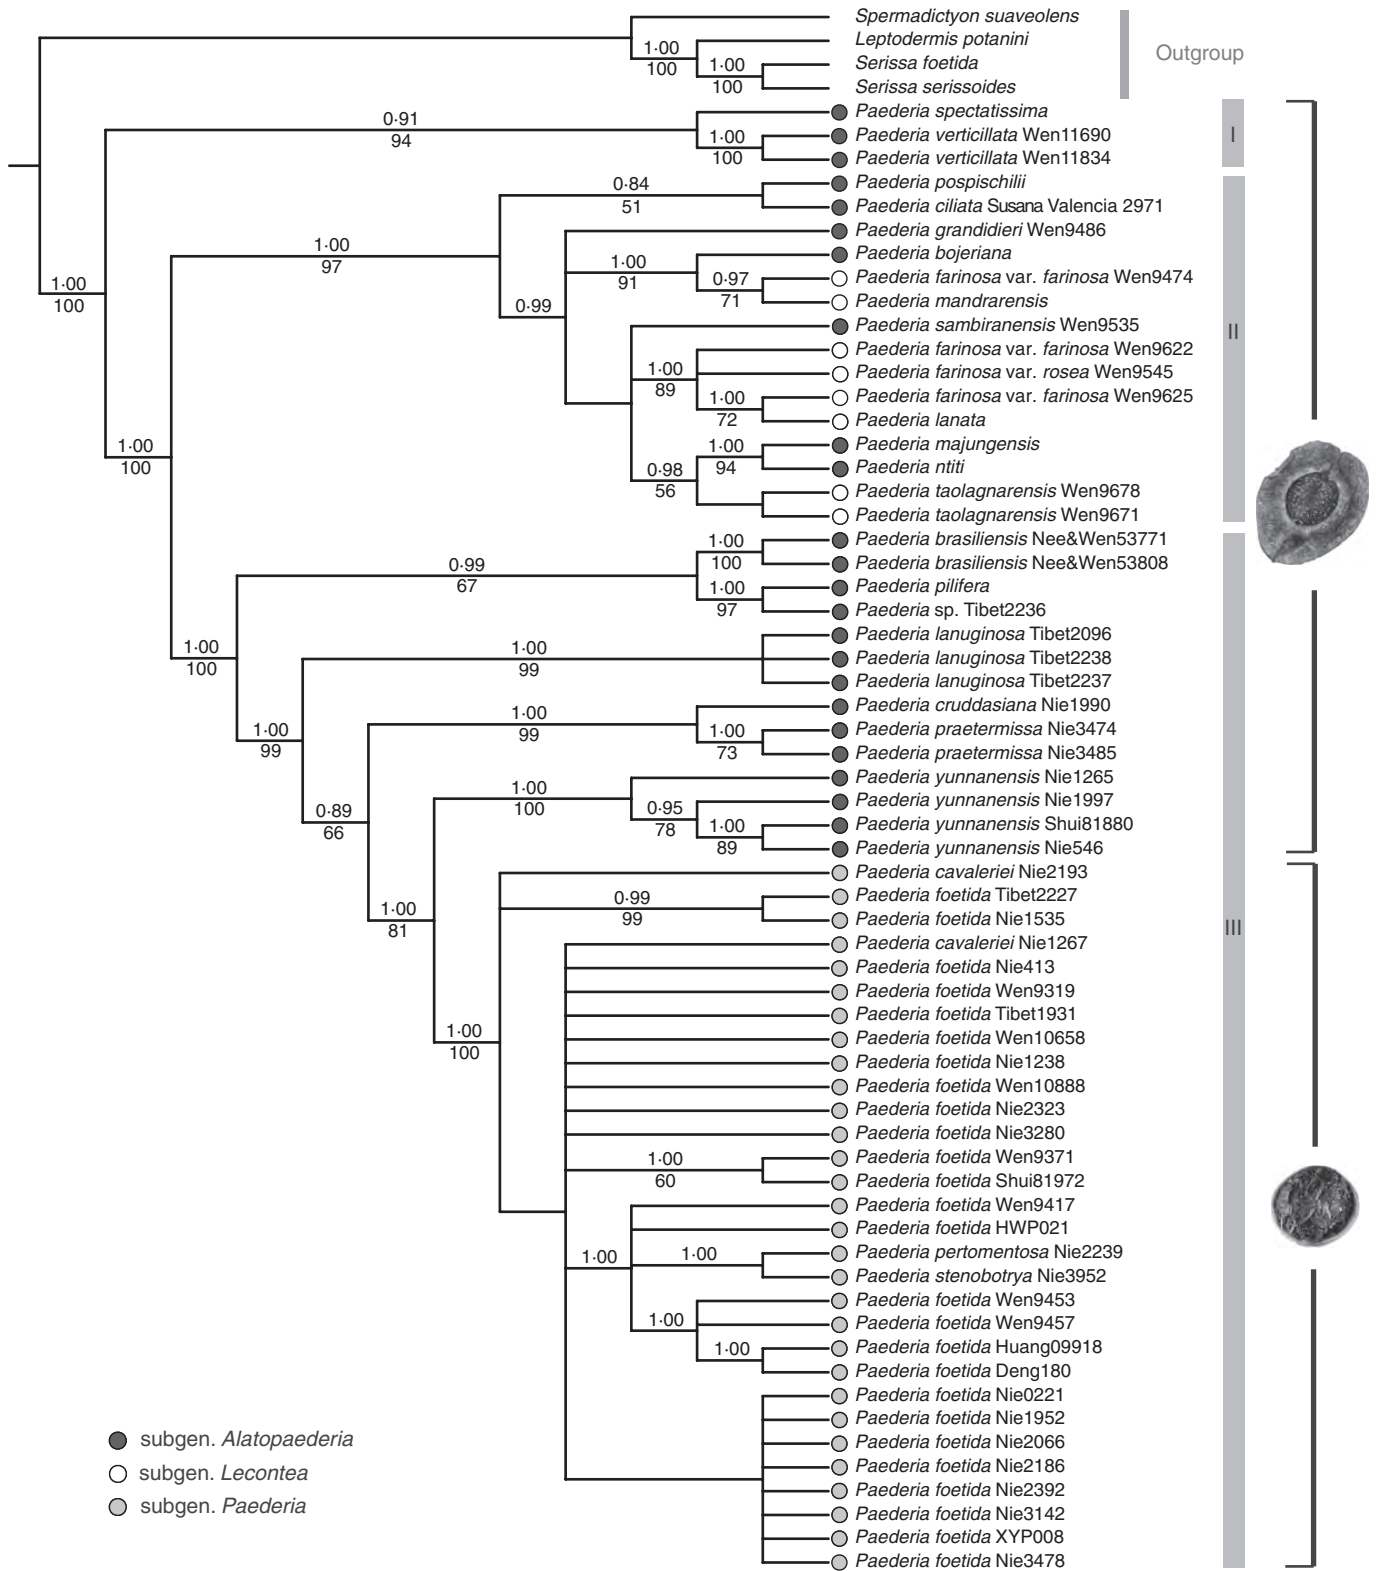 Spermadictyon suaveolens
Leptodermis potanini
1·00
100
Serissa foetida
1·00
100
Serissa serissoides
Outgroup
Paederia spectatissima
0·91
94
Paederia verticillata Wen11690
1·00
100
Paederia verticillata Wen11834
I
Paederia pospischilii
0·84
51
Paederia ciliata Susana Valencia 2971
Paederia grandidieri Wen9486
1·00
97
Paederia bojeriana
1·00
91
Paederia farinosa var. farinosa Wen9474
0·97
71
Paederia mandrarensis
1·00
100
0·99
Paederia sambiranensis Wen9535
II
Paederia farinosa var. farinosa Wen9622
Paederia farinosa var. rosea Wen9545
1·00
89
Paederia farinosa var. farinosa Wen9625
1·00
72
Paederia lanata
Paederia majungensis
1·00
94
Paederia ntiti
1·00
100
0·98
56
Paederia taolagnarensis Wen9678
Paederia taolagnarensis Wen9671
Paederia brasiliensis Nee&Wen53771
1·00
100
Paederia brasiliensis Nee&Wen53808
0·99
67
Paederia pilifera
1·00
97
Paederia sp. Tibet2236
Paederia lanuginosa Tibet2096
1·00
100
1·00
99
Paederia lanuginosa Tibet2238
Paederia lanuginosa Tibet2237
Paederia cruddasiana Nie1990
1·00
99
Paederia praetermissa Nie3474
1·00
99
1·00
73
Paederia praetermissa Nie3485
Paederia yunnanensis Nie1265
1·00
100
Paederia yunnanensis Nie1997
0·89
66
0·95
78
Paederia yunnanensis Shui81880
1·00
89
Paederia yunnanensis Nie546
Paederia cavaleriei Nie2193
Paederia foetida Tibet2227
0·99
99
Paederia foetida Nie1535
1·00
81
III
Paederia cavaleriei Nie1267
Paederia foetida Nie413
Paederia foetida Wen9319
Paederia foetida Tibet1931
Paederia foetida Wen10658
1·00
100
Paederia foetida Nie1238
Paederia foetida Wen10888
Paederia foetida Nie2323
Paederia foetida Nie3280
Paederia foetida Wen9371
1·00
60
Paederia foetida Shui81972
Paederia foetida Wen9417
Paederia foetida HWP021
1·00
1·00
Paederia pertomentosa Nie2239
Paederia stenobotrya Nie3952
Paederia foetida Wen9453
1·00
Paederia foetida Wen9457
1·00
Paederia foetida Huang09918
Paederia foetida Deng180
Paederia foetida Nie0221
Paederia foetida Nie1952
Paederia foetida Nie2066
Paederia foetida Nie2186
Paederia foetida Nie2392
Paederia foetida Nie3142
Paederia foetida XYP008
Paederia foetida Nie3478
subgen. Alatopaederia
subgen. Lecontea
subgen. Paederia